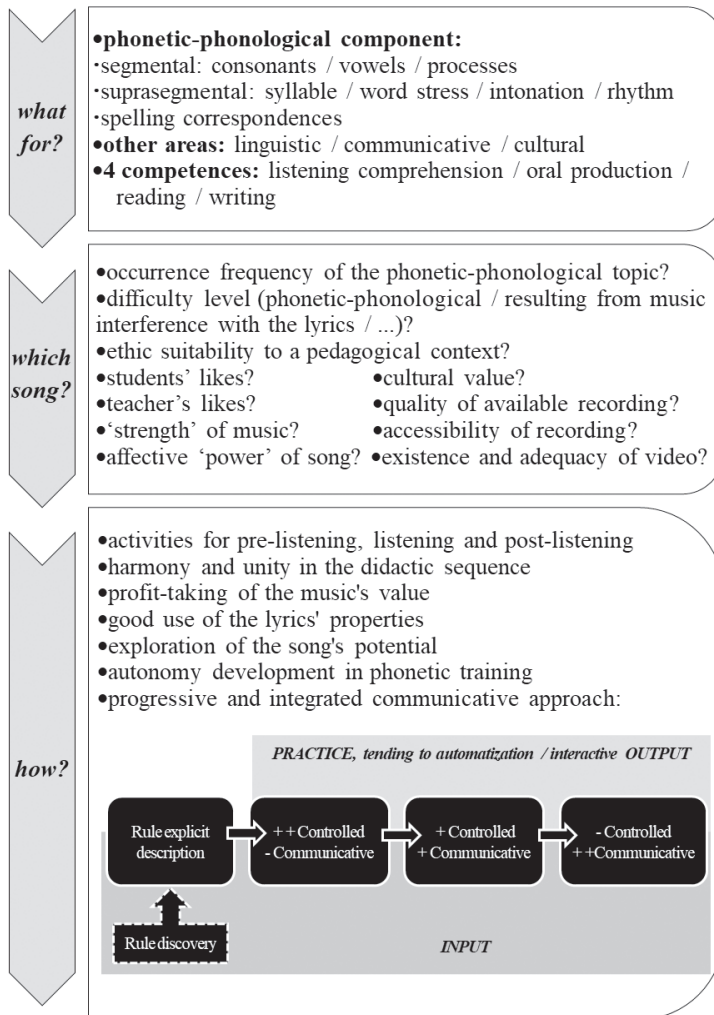 what
for?
•phonetic-phonological component:
·segmental: consonants / vowels / processes
·suprasegmental: syllable / word stress / intonation / rhythm
·spelling correspondences
•other areas: linguistic / communicative / cultural
•4 competences: listening comprehension / oral production /
reading / writing
which
song?
•occurrence frequency of the phonetic-phonological topic?
•difficulty level (phonetic-phonological / resulting from music
interference with the lyrics / ...)?
•ethic suitability to a pedagogical context?
•students' likes? •cultural value?
•teacher's likes? •quality of available recording?
•‘strength’ of music? •accessibility of recording?
•affective ‘power’ of song? •existence and adequacy of video?
how?
•activities for pre-listening, listening and post-listening
•harmony and unity in the didactic sequence
•profit-taking of the music's value
•good use of the lyrics' properties
•exploration of the song's potential
•autonomy development in phonetic training
•progressive and integrated communicative approach:
PRACTICE, tending to automatization / interactive OUTPUT
Rule explicit
description
++Controlled
- Communicative
+ Controlled
+ Communicative
- Controlled
++Communicative
Rule discovery
INPUT